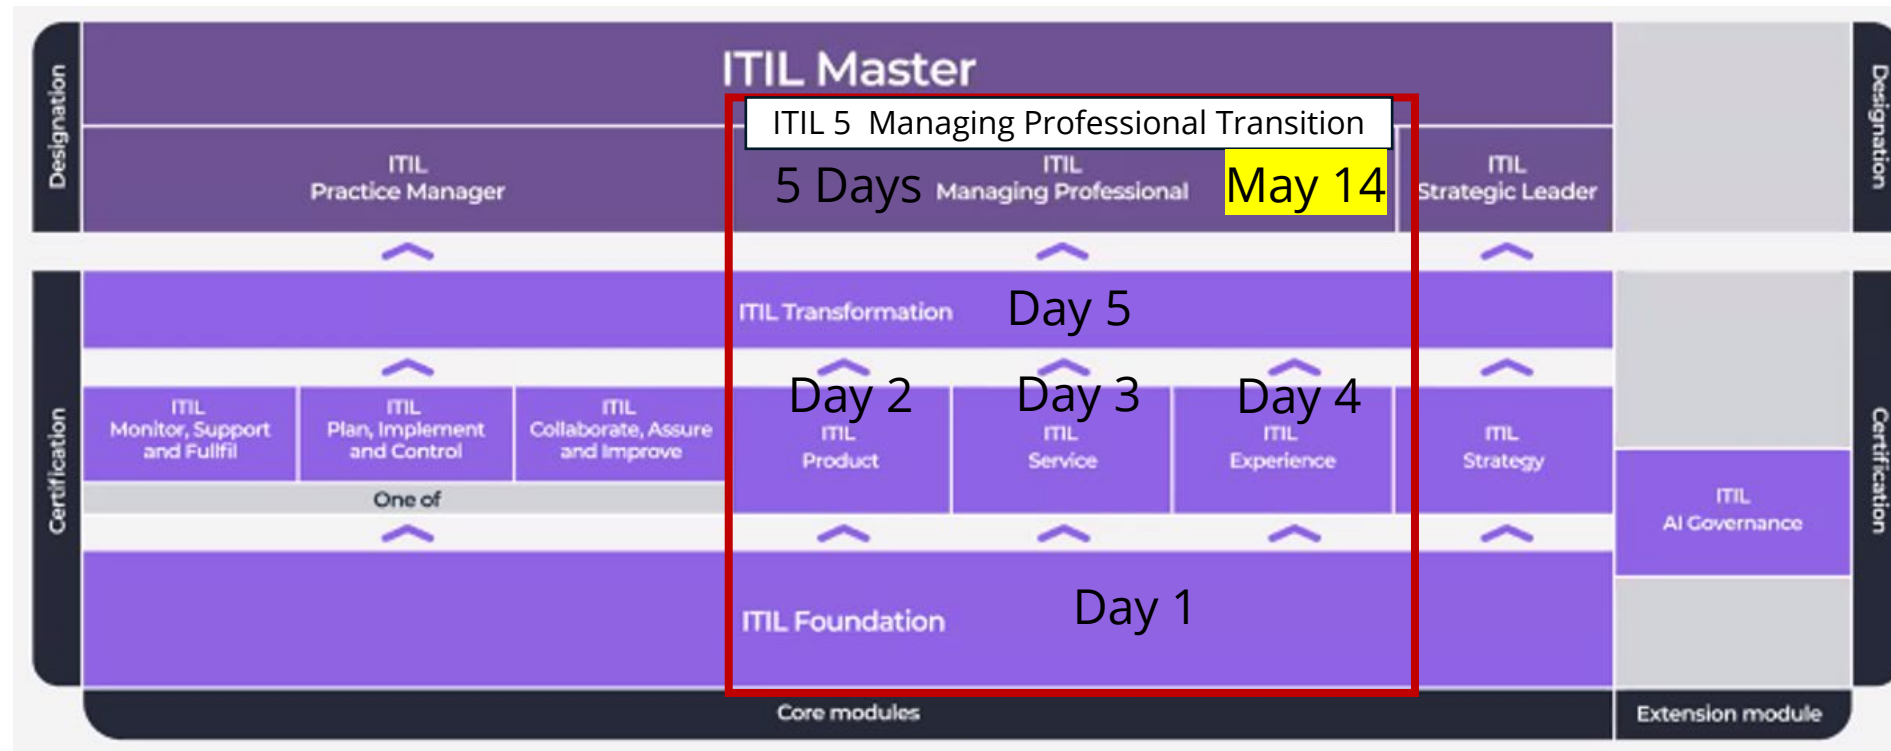 Designation
ITIL Master
Designation
ITIL 5 Managing Professional Transition
ITIL
Practice Manager
5 Days
ITIL
Managing Professional
May 14
ITIL
Strategic Leader
Certification
ITIL Transformation
Day 5
Certification
Day 2
Day 3
Day 4
ITIL
Monitor, Support
and Fullfil
ITIL
Plan, Implement
and Control
ITIL
Collaborate, Assure
and Improve
ITIL
Product
ITIL
Service
ITIL
Experience
ITIL
Strategy
One of
ITIL
AI Governance
ITIL Foundation
Day 1
Core modules
Extension module